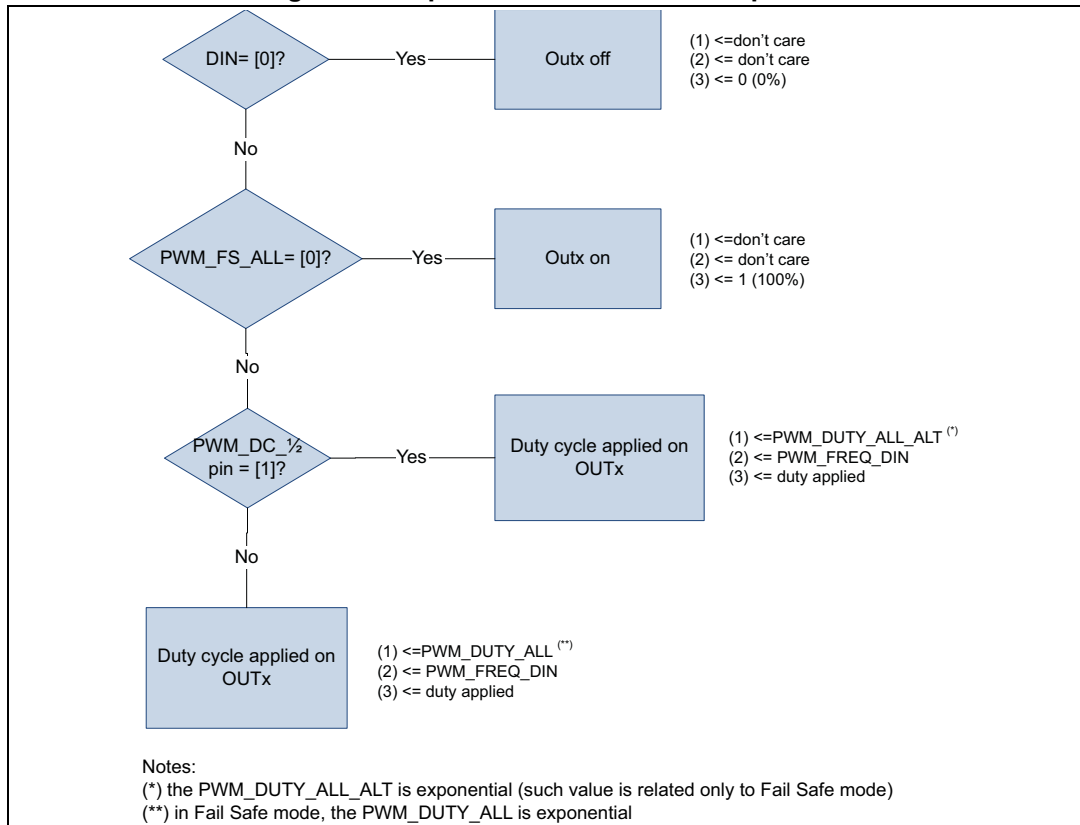 DIN= [0]?
Yes
Outx off
(1) <=don't care
(2) <= don't care
(3) <= 0 (0%)
No
PWM_FS_ALL= [0]?
Yes
Outx on
(1) <=don't care
(2) <= don't care
(3) <= 1 (100%)
No
PWM_DC_½
pin = [1]?
Yes
Duty cycle applied on
OUTx
(1) <=PWM_DUTY_ALL_ALT (*)
(2) <= PWM_FREQ_DIN
(3) <= duty applied
No
Duty cycle applied on
OUTx
(1) <=PWM_DUTY_ALL (**)
(2) <= PWM_FREQ_DIN
(3) <= duty applied
Notes:
(*) the PWM_DUTY_ALL_ALT is exponential (such value is related only to Fail Safe mode)
(**) in Fail Safe mode, the PWM_DUTY_ALL is exponential